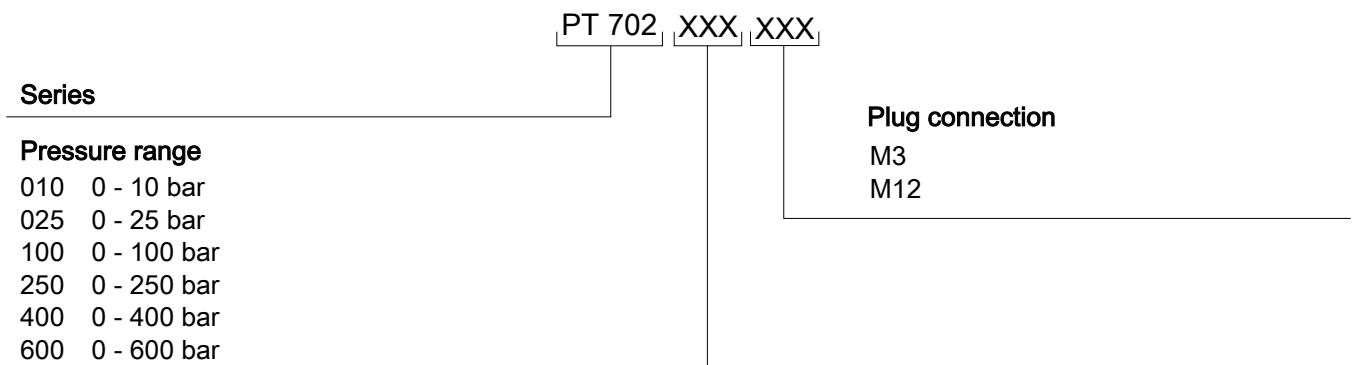 PT 702 XXX XXX
Series
Pressure range
010 0 - 10 bar
025 0 - 25 bar
100 0 - 100 bar
250 0 - 250 bar
400 0 - 400 bar
600 0 - 600 bar
Plug connection
M3
M12